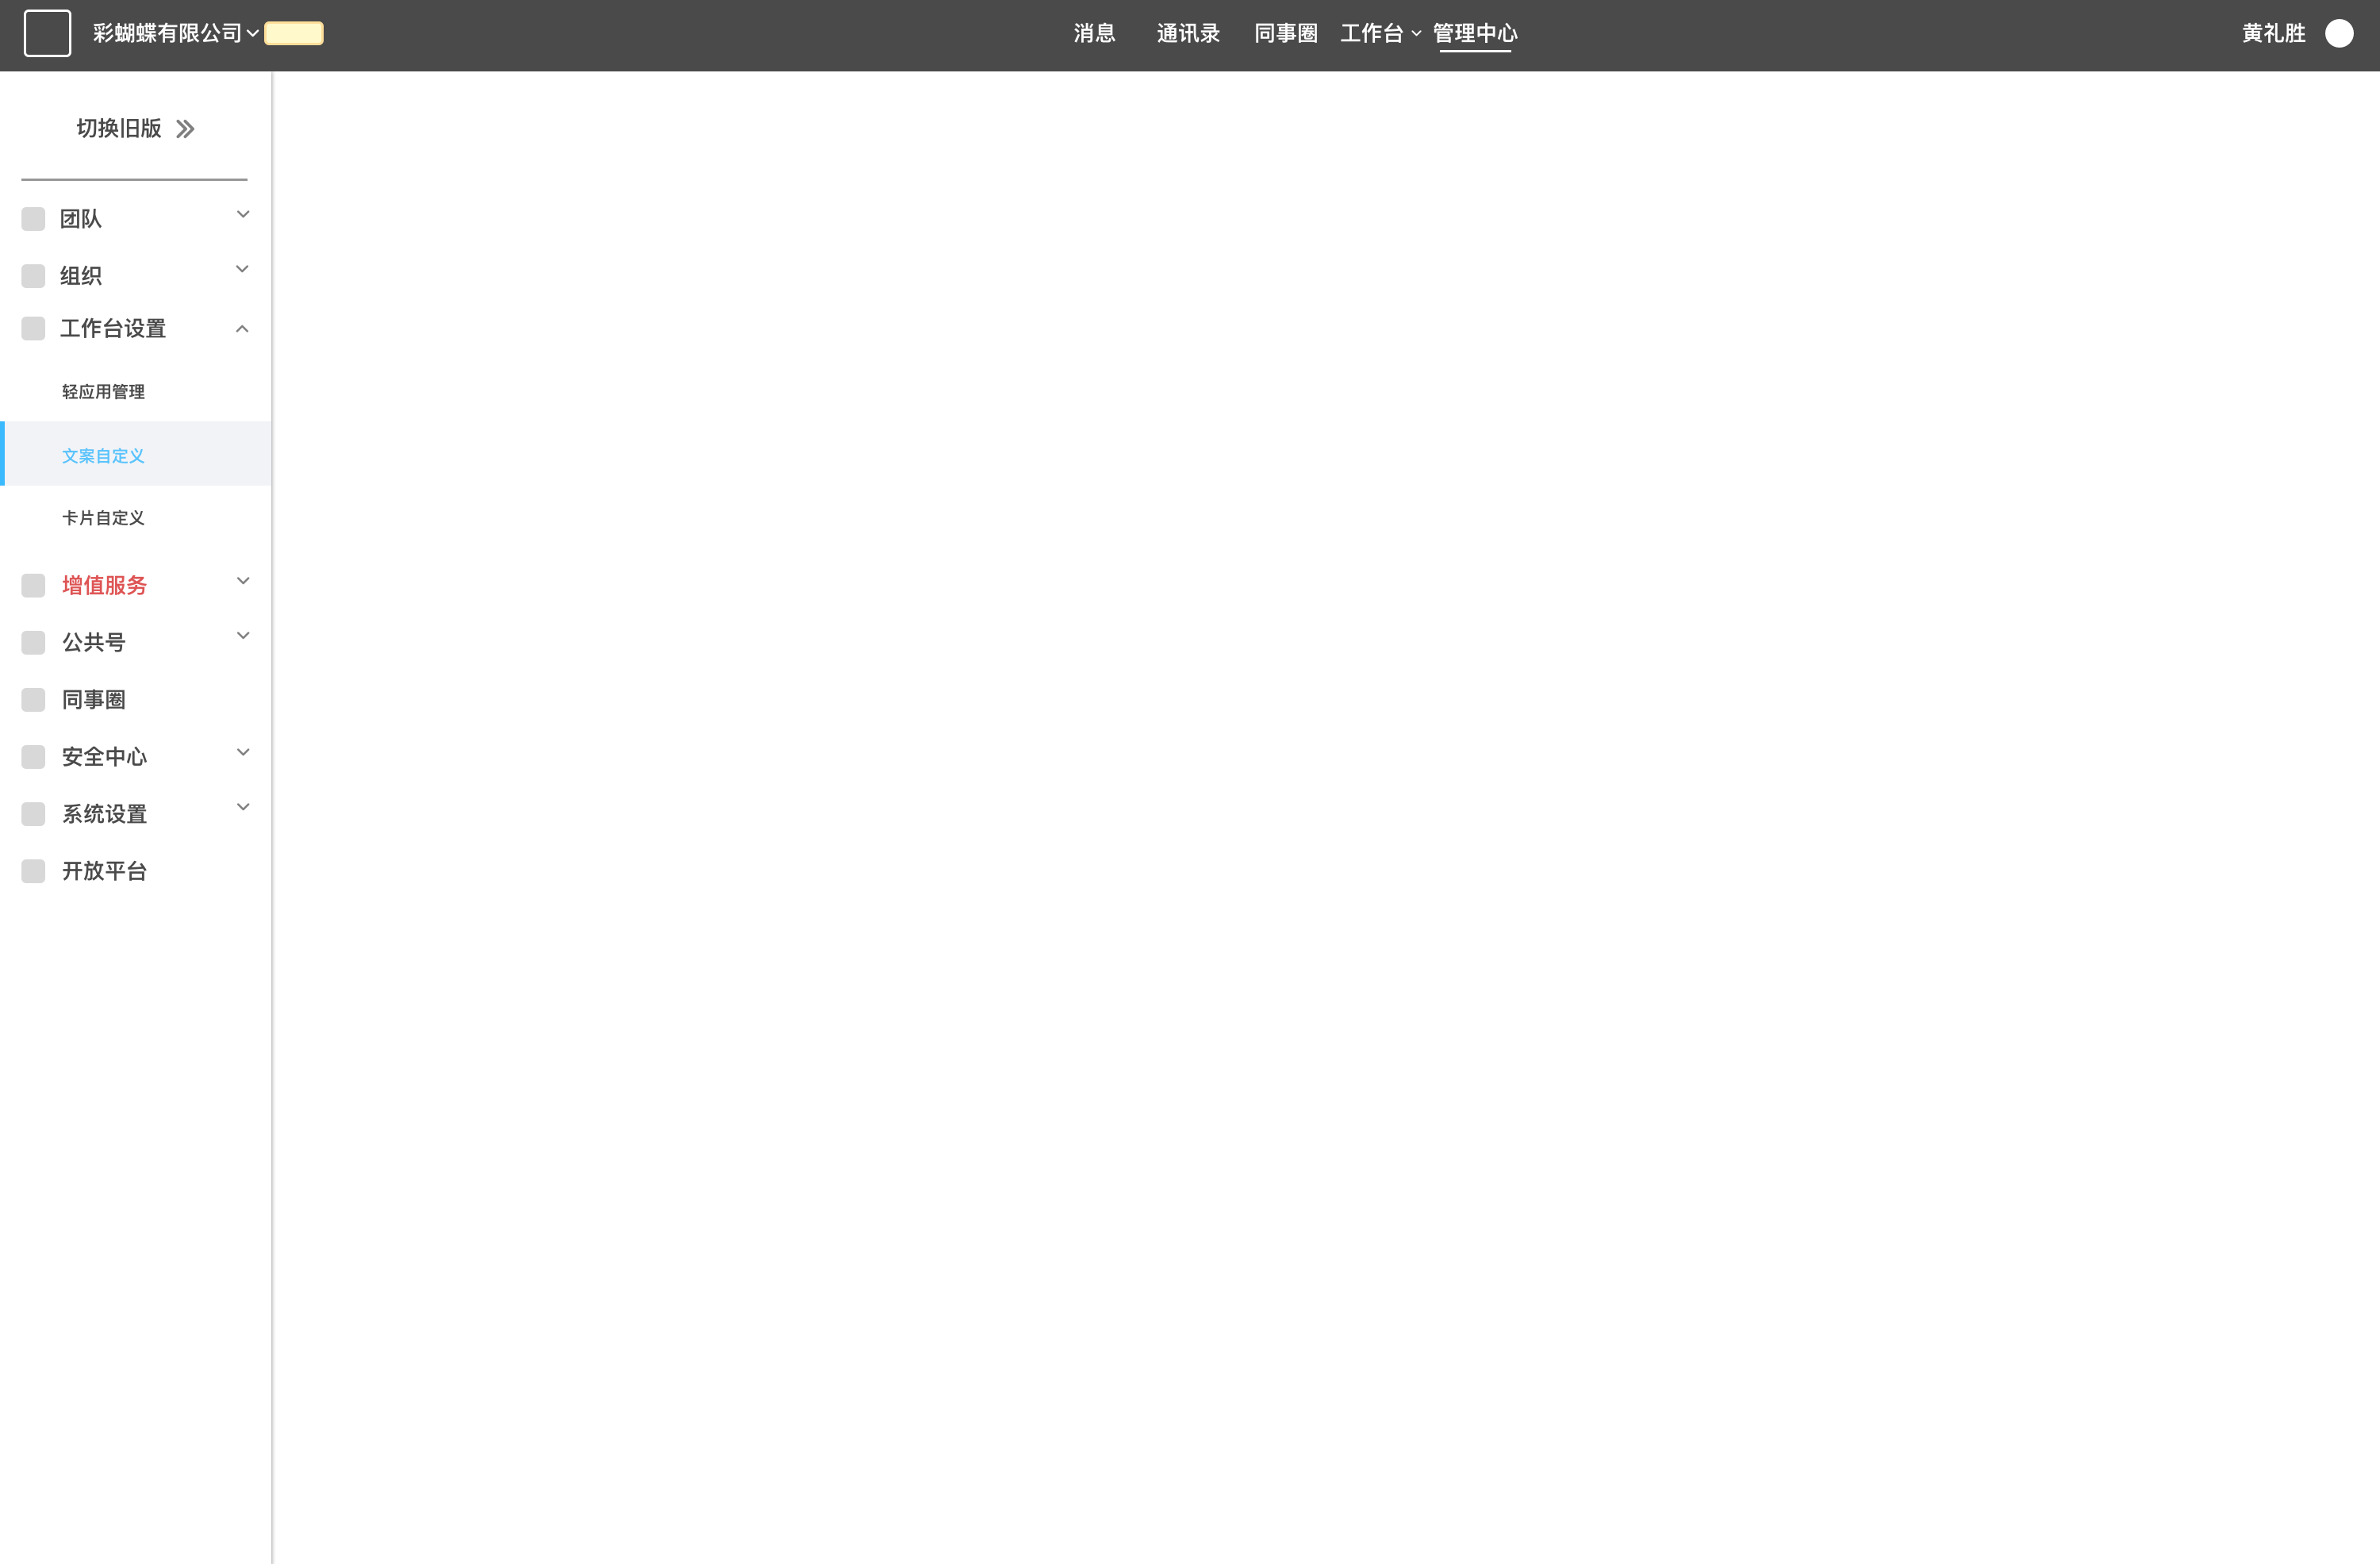 彩蝴蝶有限公司 消息 通讯录 同事圈 工作台 管理中心 黄礼胜
切换旧版
团队
组织
工作台设置
轻应用管理
文案自定义
卡片自定义
增值服务
公共号
同事圈
安全中心
系统设置
开放平台